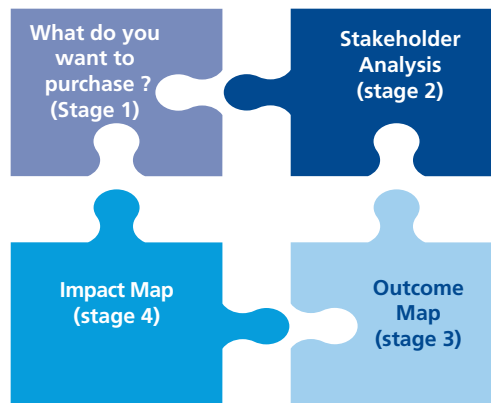 What do you
want to
purchase ?
(Stage 1)
Stakeholder
Analysis
(stage 2)
Impact Map
(stage 4)
Outcome
Map
(stage 3)